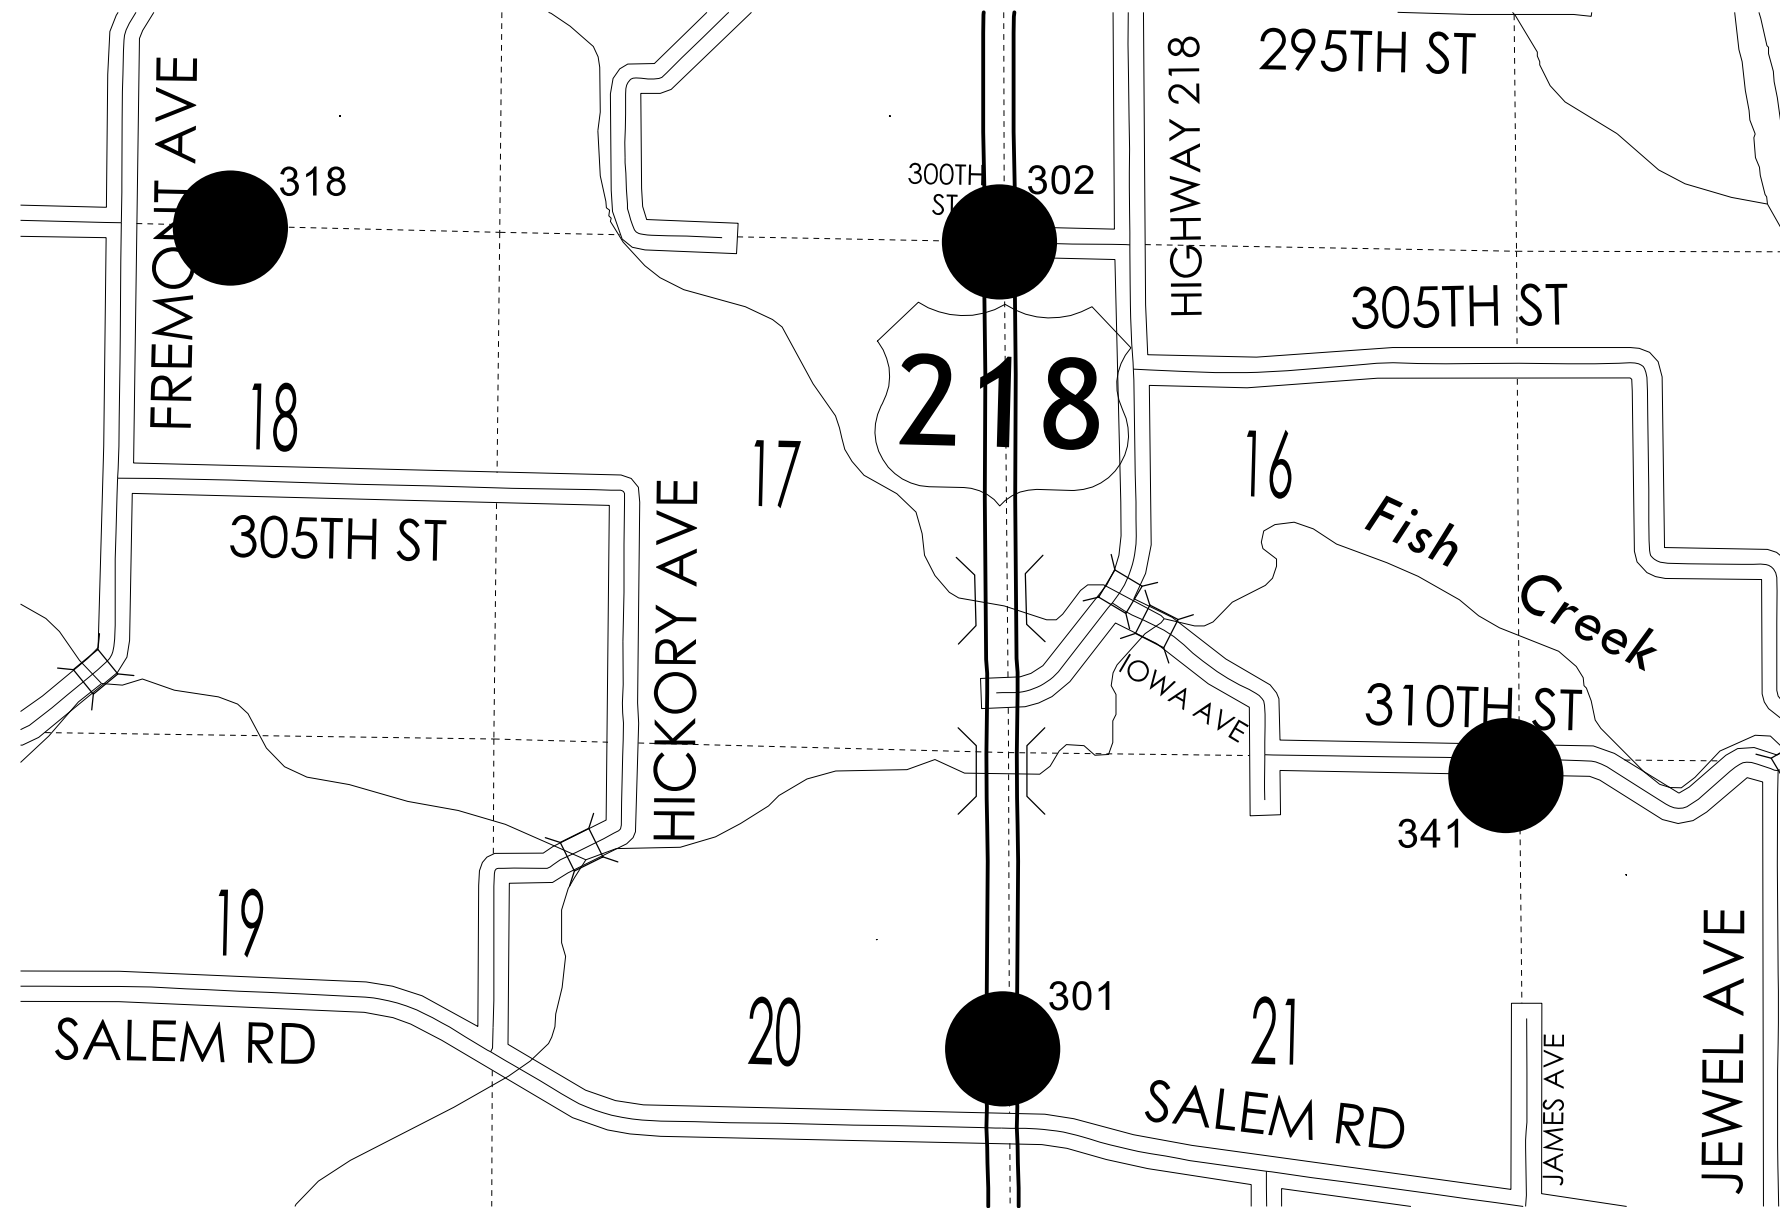 295TH ST
FREMONT AVE
HIGHWAY 218
318
300TH
ST
302
305TH ST
218
18
17
16
Fish
Creek
305TH ST
HICKORY AVE
IOWA AVE
310TH ST
341
19
20
301
21
SALEM RD
SALEM RD
JAMES AVE
JEWEL AVE